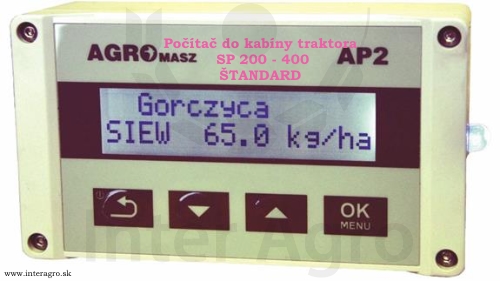 Počítač do kabíny traktora
AGROMASZ
SP 200 - 400
AP2
ŠTANDARD
Gorczyca
SIEW 65.0 kg/ha
OK
MENU
Inter Agro
www.interagro.sk